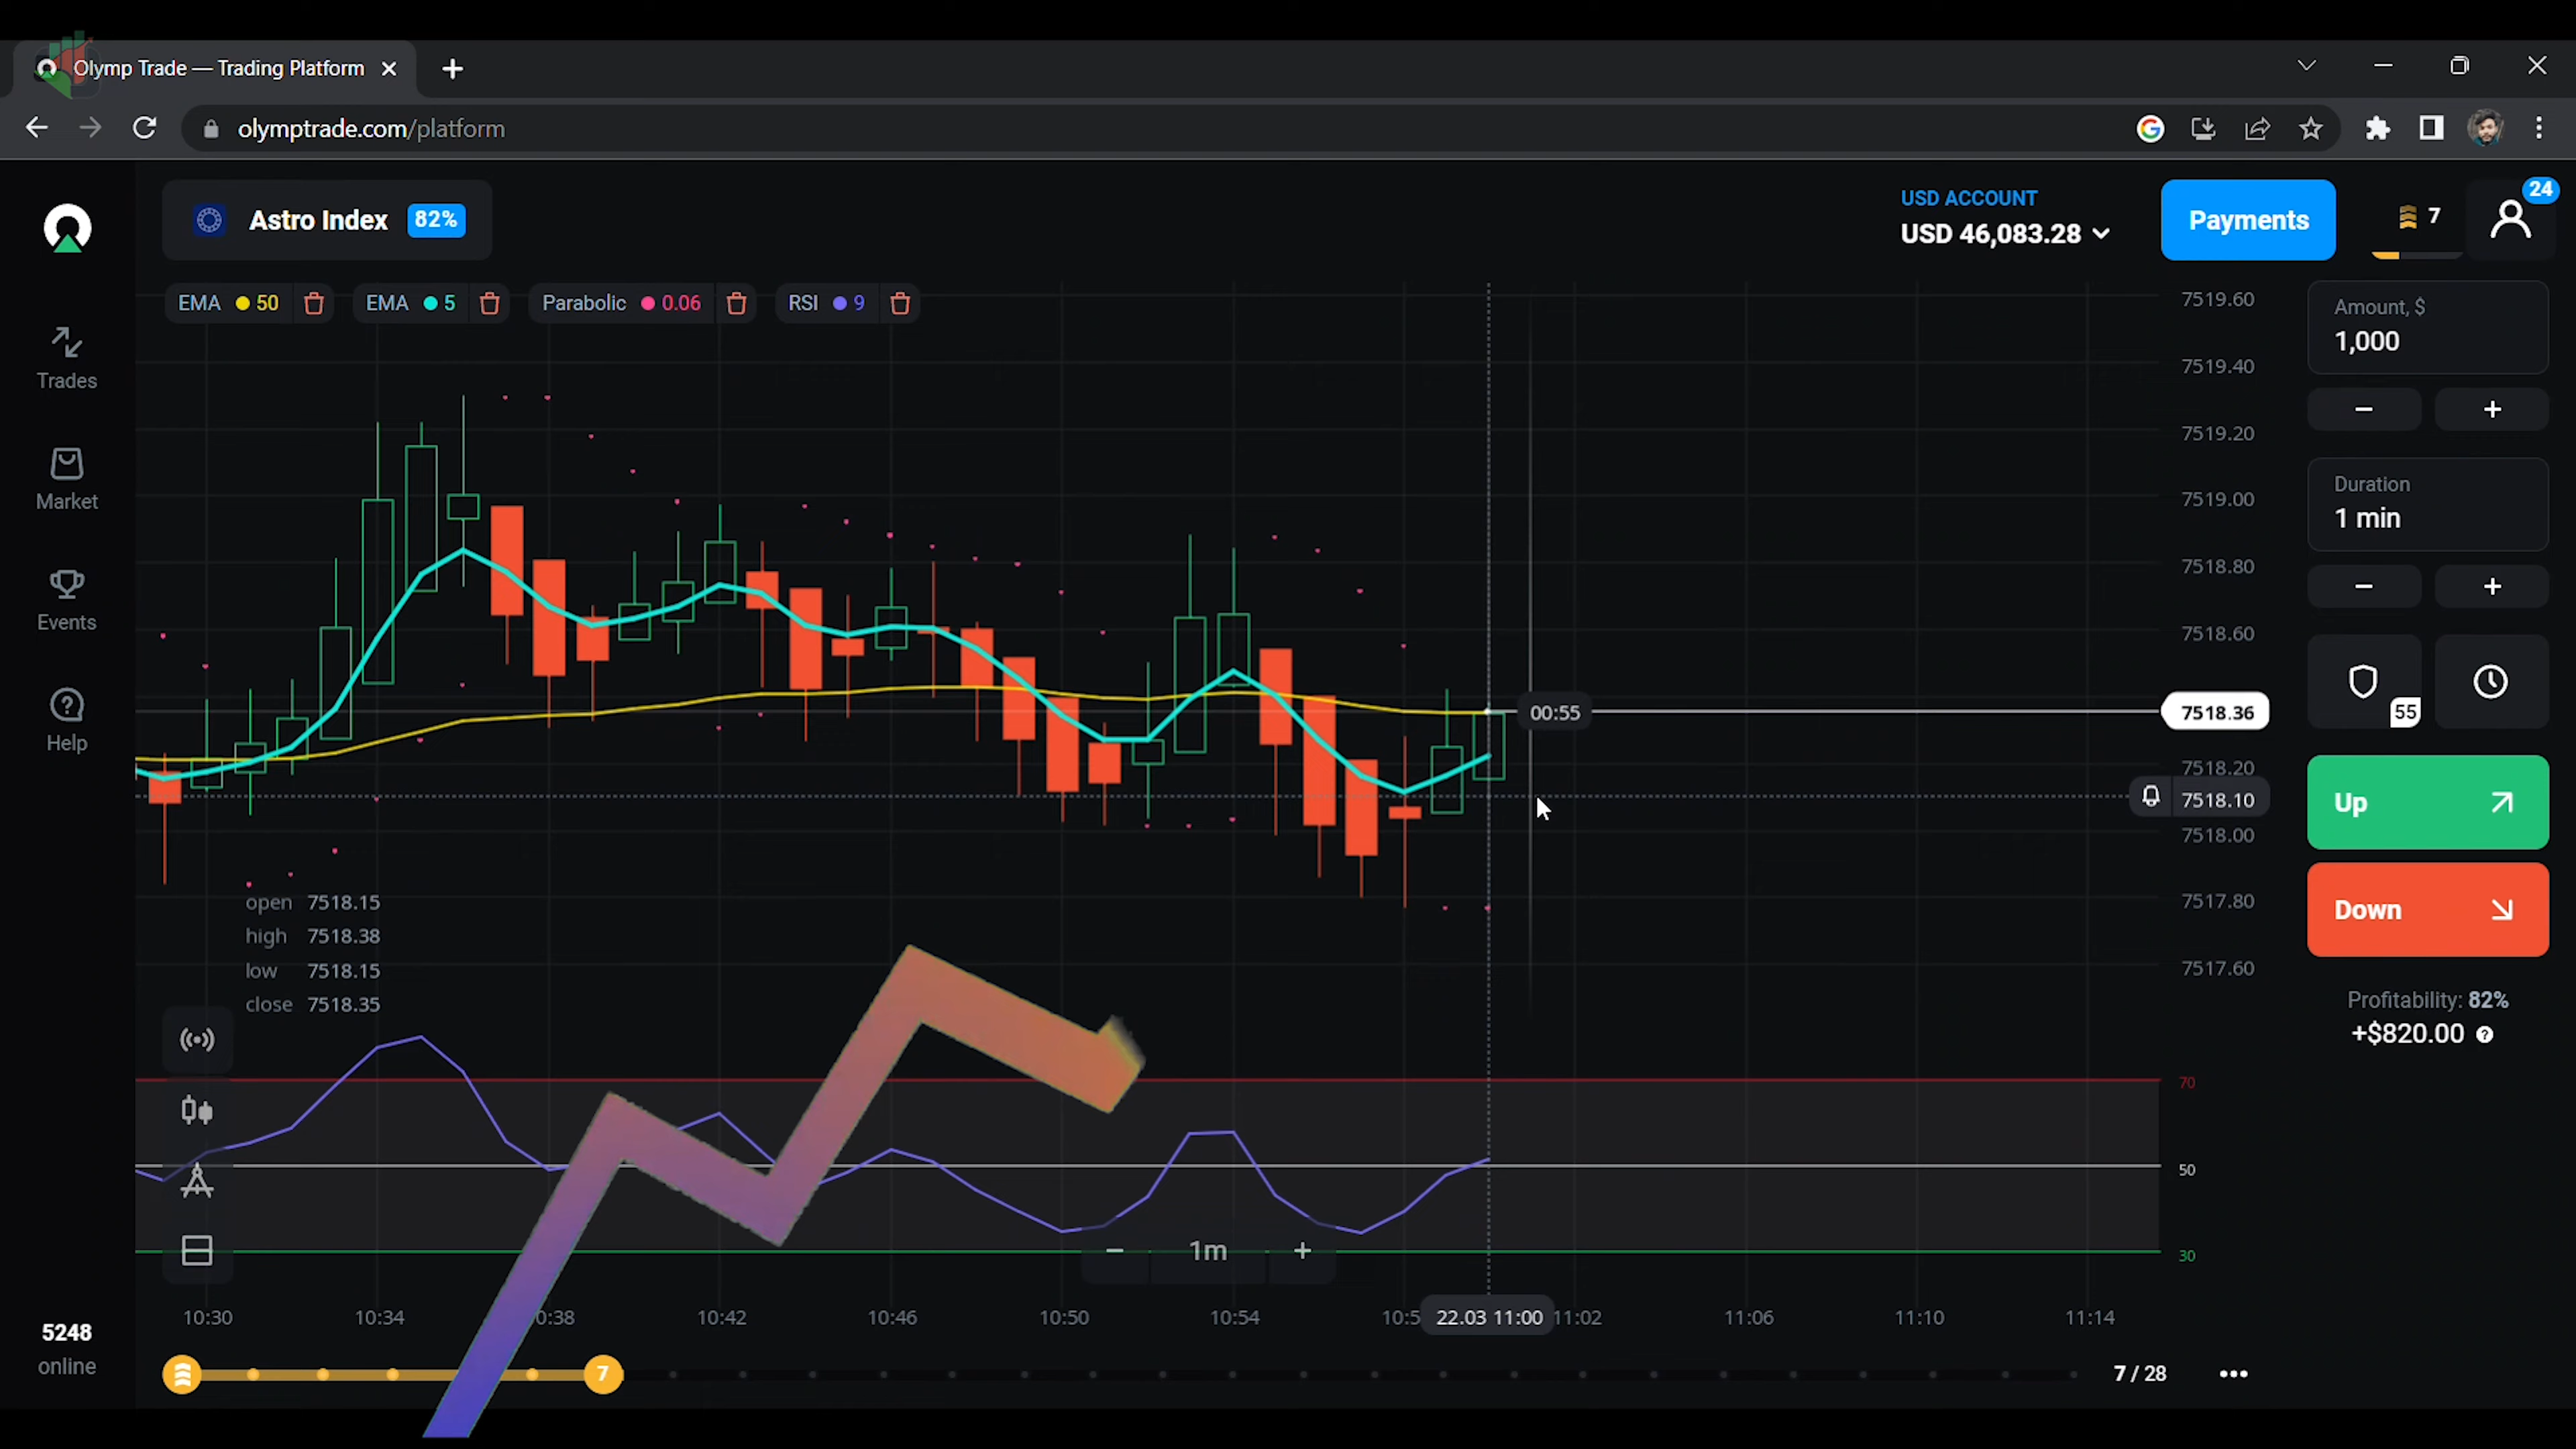 Olymp Trade — Trading Platform
olymptrade.com/platform
Astro Index 82%
USD ACCOUNT
USD 46,083.28
Payments
7
24
EMA 50 EMA 5 Parabolic 0.06 RSI 9
Trades
Market
Events
Help
7519.60
7519.40
7519.20
7519.00
7518.80
7518.60
00:55
7518.36
7518.20
7518.10
7518.00
7517.80
7517.60
open 7518.15
high 7518.38
low 7518.15
close 7518.35
70
50
30
1m
10:30 10:34 0:38 10:42 10:46 10:50 10:54 10:5 22.03 11:00 11:02 11:06 11:10 11:14
5248
online
7
7 / 28
Amount, $
1,000
Duration
1 min
55
Up
Down
Profitability: 82%
+$820.00